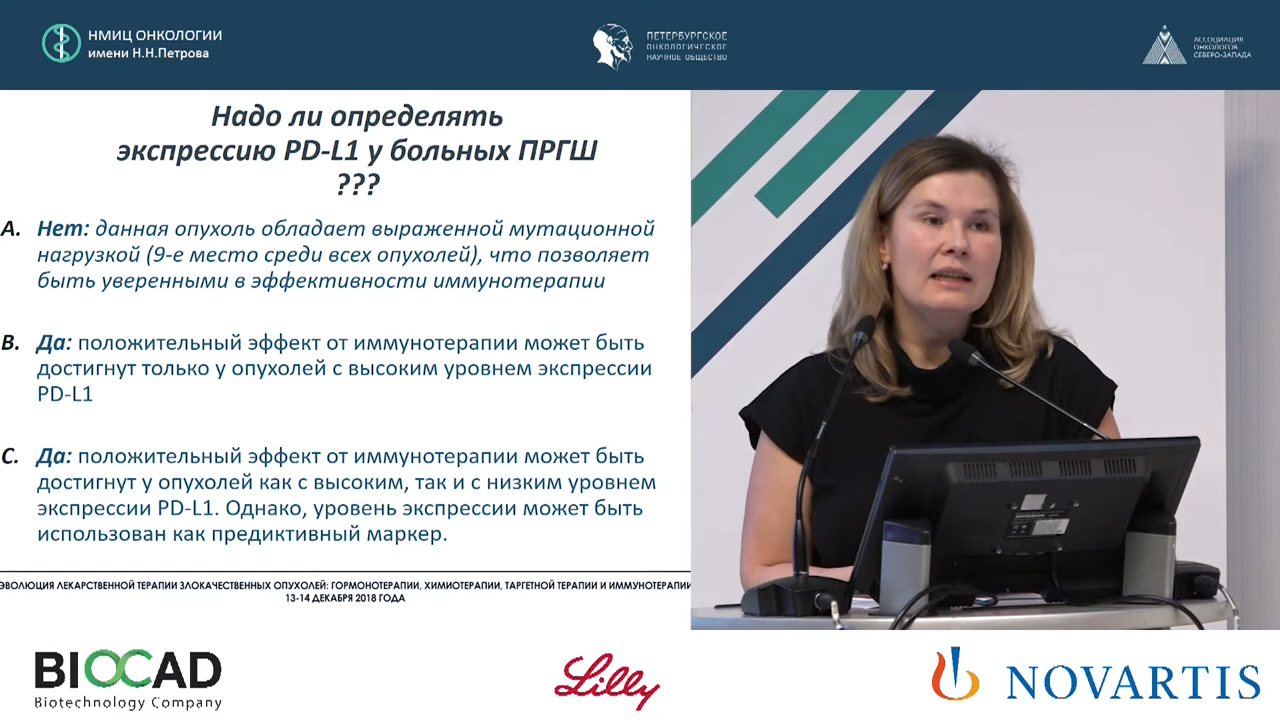 НМИЦ ОНКОЛОГИИ
имени Н.Н.Петрова
ПЕТЕРБУРГСКОЕ
ОНКОЛОГИЧЕСКОЕ
НАУЧНОЕ ОБЩЕСТВО
АССОЦИАЦИЯ
ОНКОЛОГОВ
СЕВЕРО-ЗАПАДА
Надо ли определять
экспрессию PD-L1 у больных ПРГШ
???
A. Нет: данная опухоль обладает выраженной мутационной
нагрузкой (9-е место среди всех опухолей), что позволяет
быть уверенными в эффективности иммунотерапии
B. Да: положительный эффект от иммунотерапии может быть
достигнут только у опухолей с высоким уровнем экспрессии
PD-L1
C. Да: положительный эффект от иммунотерапии может быть
достигнут у опухолей как с высоким, так и с низким уровнем
экспрессии PD-L1. Однако, уровень экспрессии может быть
использован как предиктивный маркер.
ЭВОЛЮЦИЯ ЛЕКАРСТВЕННОЙ ТЕРАПИИ ЗЛОКАЧЕСТВЕННЫХ ОПУХОЛЕЙ: ГОРМОНОТЕРАПИИ, ХИМИОТЕРАПИИ, ТАРГЕТНОЙ ТЕРАПИИ И ИММУНОТЕРАПИИ
13-14 ДЕКАБРЯ 2018 ГОДА
BIOCAD
Biotechnology Company
Lilly
NOVARTIS